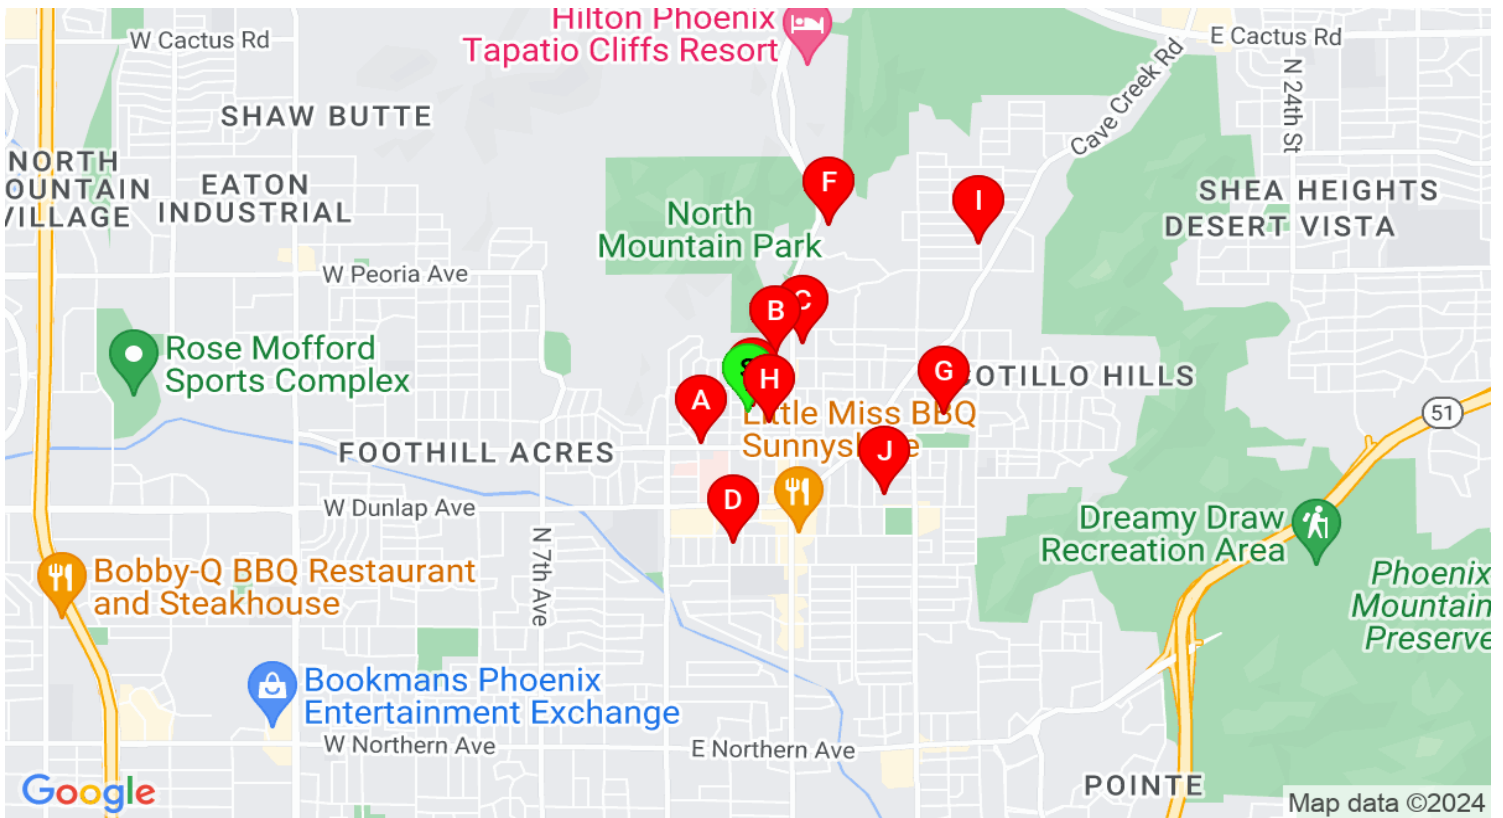 Hilton Phoenix
Tapatio Cliffs Resort
W Cactus Rd
E Cactus Rd
Cave Creek Rd
N 24th St
SHAW BUTTE
NORTH
OUNTAIN
VILLAGE
EATON
INDUSTRIAL
SHEA HEIGHTS
DESERT VISTA
F
I
North
Mountain Park
W Peoria Ave
C
B
Rose Mofford
Sports Complex
S
H
G
COTILLO HILLS
A
51
Little Miss BBQ
FOOTHILL ACRES
J
D
W Dunlap Ave
N 7th Ave
Dreamy Draw
Recreation Area
Bobby-Q BBQ Restaurant
and Steakhouse
Phoenix
Mountain
Preserve
Bookmans Phoenix
Entertainment Exchange
W Northern Ave
E Northern Ave
POINTE
Google
Map data ©2024